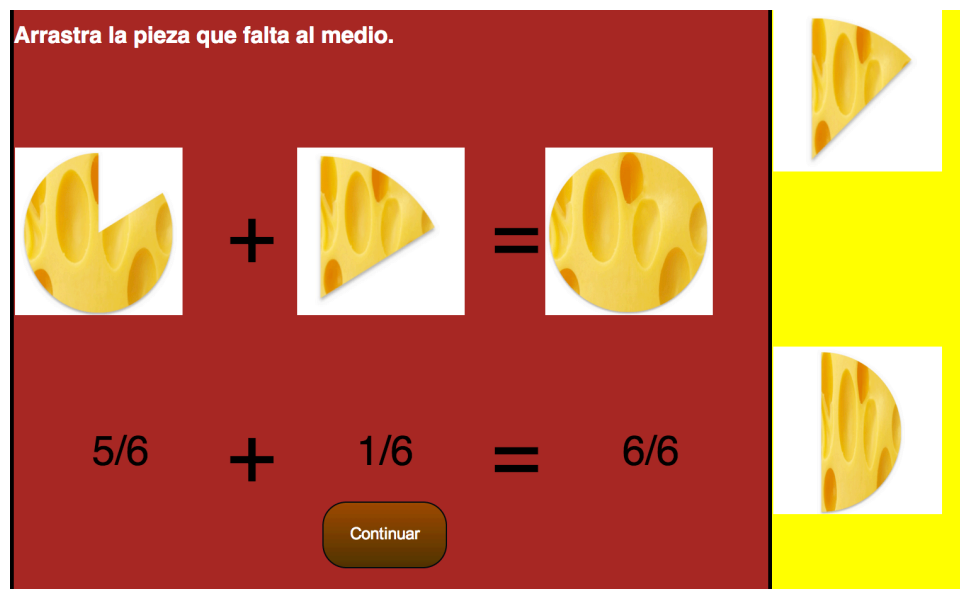 Arrastra la pieza que falta al medio.
+ =
5/6 + 1/6 = 6/6
Continuar